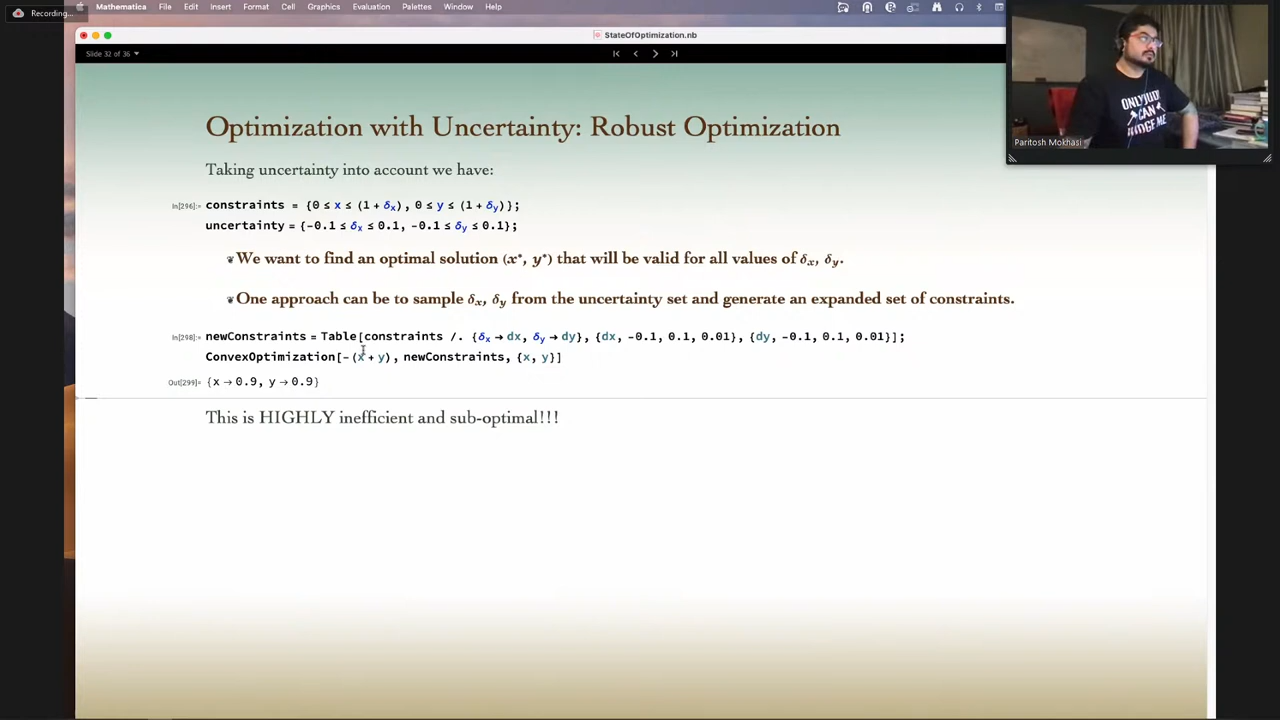 Recording...
Mathematica File Edit Insert Format Cell Graphics Evaluation Palettes Window Help
StateOfOptimization.nb
Slide 32 of 36
ONLY JUDY
CAN
JUDGE ME
Paritosh Mokhasi
Optimization with Uncertainty: Robust Optimization
Taking uncertainty into account we have:
In[296]:= constraints = {0 ≤ x ≤ (1 + δx), 0 ≤ y ≤ (1 + δy)};
uncertainty = {-0.1 ≤ δx ≤ 0.1, -0.1 ≤ δy ≤ 0.1};
We want to find an optimal solution (x*, y*) that will be valid for all values of δx, δy.
One approach can be to sample δx, δy from the uncertainty set and generate an expanded set of constraints.
In[298]:= newConstraints = Table[constraints /. {δx → dx, δy → dy}, {dx, -0.1, 0.1, 0.01}, {dy, -0.1, 0.1, 0.01}];
ConvexOptimization[-(x + y), newConstraints, {x, y}]
Out[299]= {x → 0.9, y → 0.9}
This is HIGHLY inefficient and sub-optimal!!!